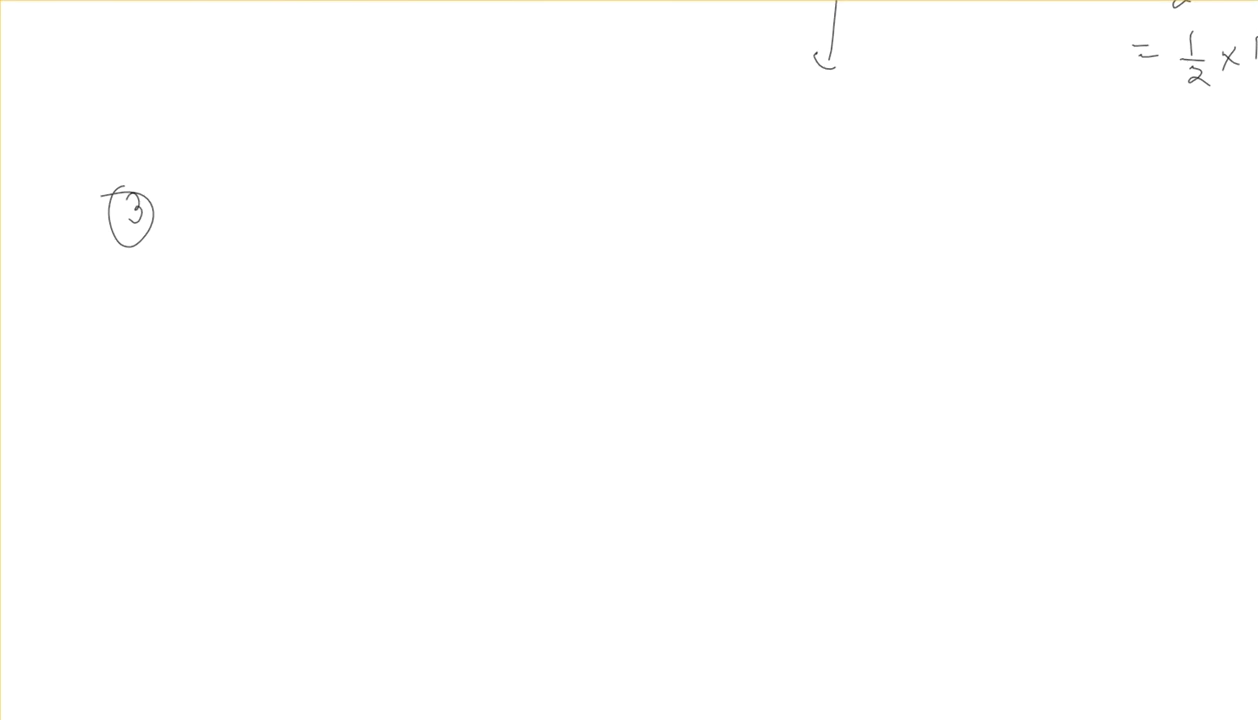 = 1/2 ×
3